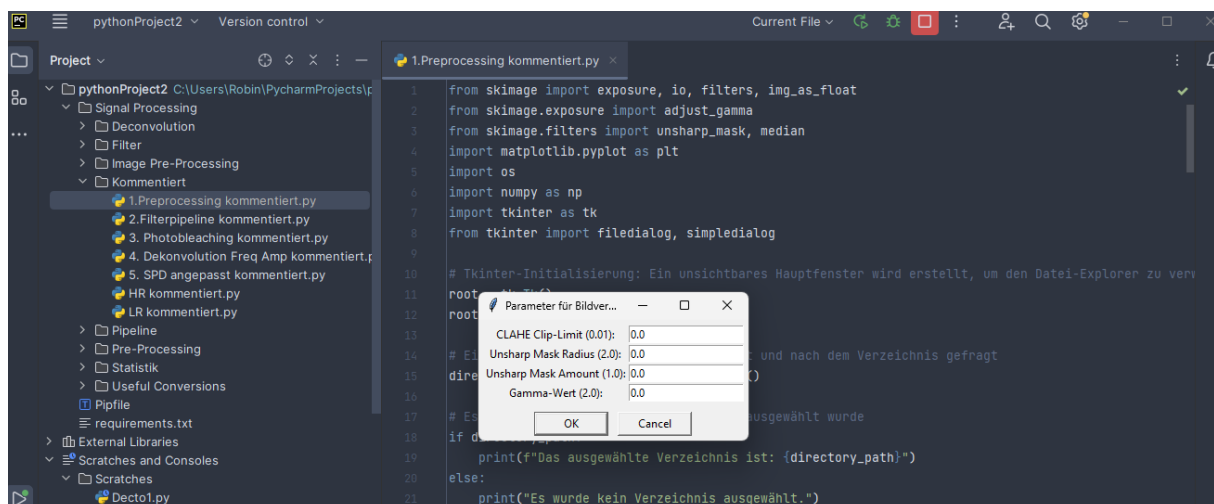 PC
pythonProject2
Version control
Current File
Project
1.Preprocessing kommentiert.py
pythonProject2 C:\Users\Robin\PycharmProjects\
Signal Processing
Deconvolution
Filter
Image Pre-Processing
Kommentiert
1.Preprocessing kommentiert.py
2.Filterpipeline kommentiert.py
3. Photobleaching kommentiert.py
4. Dekonvolution Freq Amp kommentiert.
5. SPD angepasst kommentiert.py
HR kommentiert.py
LR kommentiert.py
Pipeline
Pre-Processing
Statistik
Useful Conversions
Pipfile
requirements.txt
External Libraries
Scratches and Consoles
Scratches
Decto1.py
1 from skimage import exposure, io, filters, img_as_float
2 from skimage.exposure import adjust_gamma
3 from skimage.filters import unsharp_mask, median
4 import matplotlib.pyplot as plt
5 import os
6 import numpy as np
7 import tkinter as tk
8 from tkinter import filedialog, simpledialog
9
10 # Tkinter-Initialisierung: Ein unsichtbares Hauptfenster wird erstellt, um den Datei-Explorer zu
11 root
12 root
13
14 # Ei und nach dem Verzeichnis gefragt
15 dire ()
16
17 # Es ausgewählt wurde
18 if
19 print(f"Das ausgewählte Verzeichnis ist: {directory_path}")
20 else:
21 print("Es wurde kein Verzeichnis ausgewählt.")
Parameter für Bildver...
CLAHE Clip-Limit (0.01): 0.0
Unsharp Mask Radius (2.0): 0.0
Unsharp Mask Amount (1.0): 0.0
Gamma-Wert (2.0): 0.0
OK Cancel